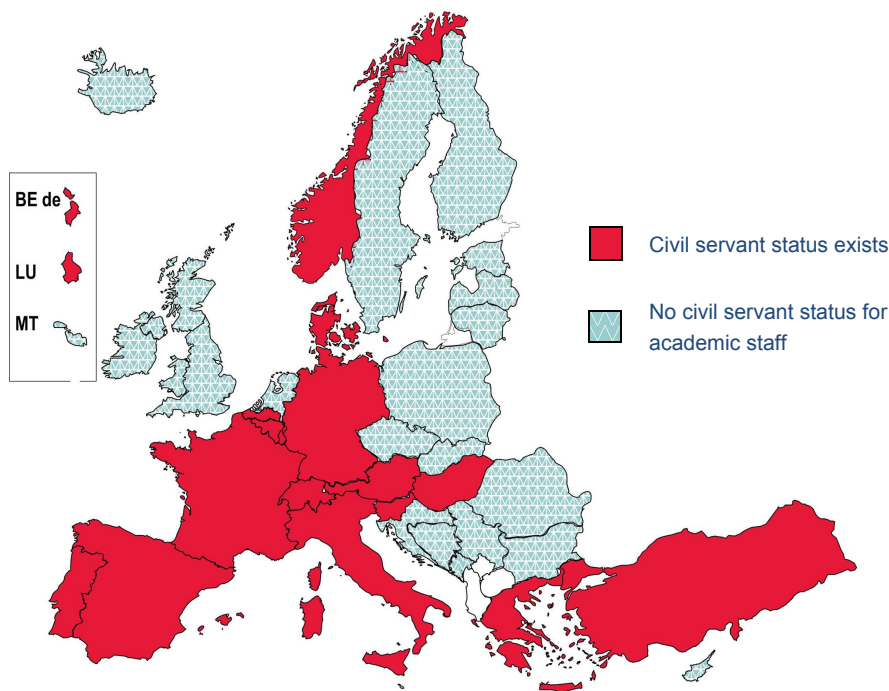 BE de
LU
MT
Civil servant status exists
No civil servant status for
academic staff